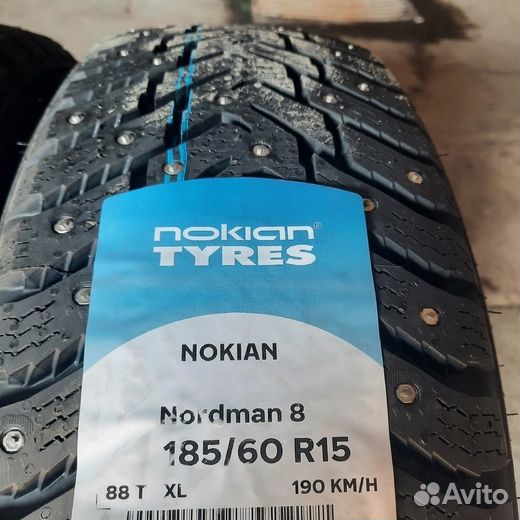 nokian®
TYRES
NOKIAN
Nordman 8
185/60 R15
88 T XL 190 KM/H
Avito